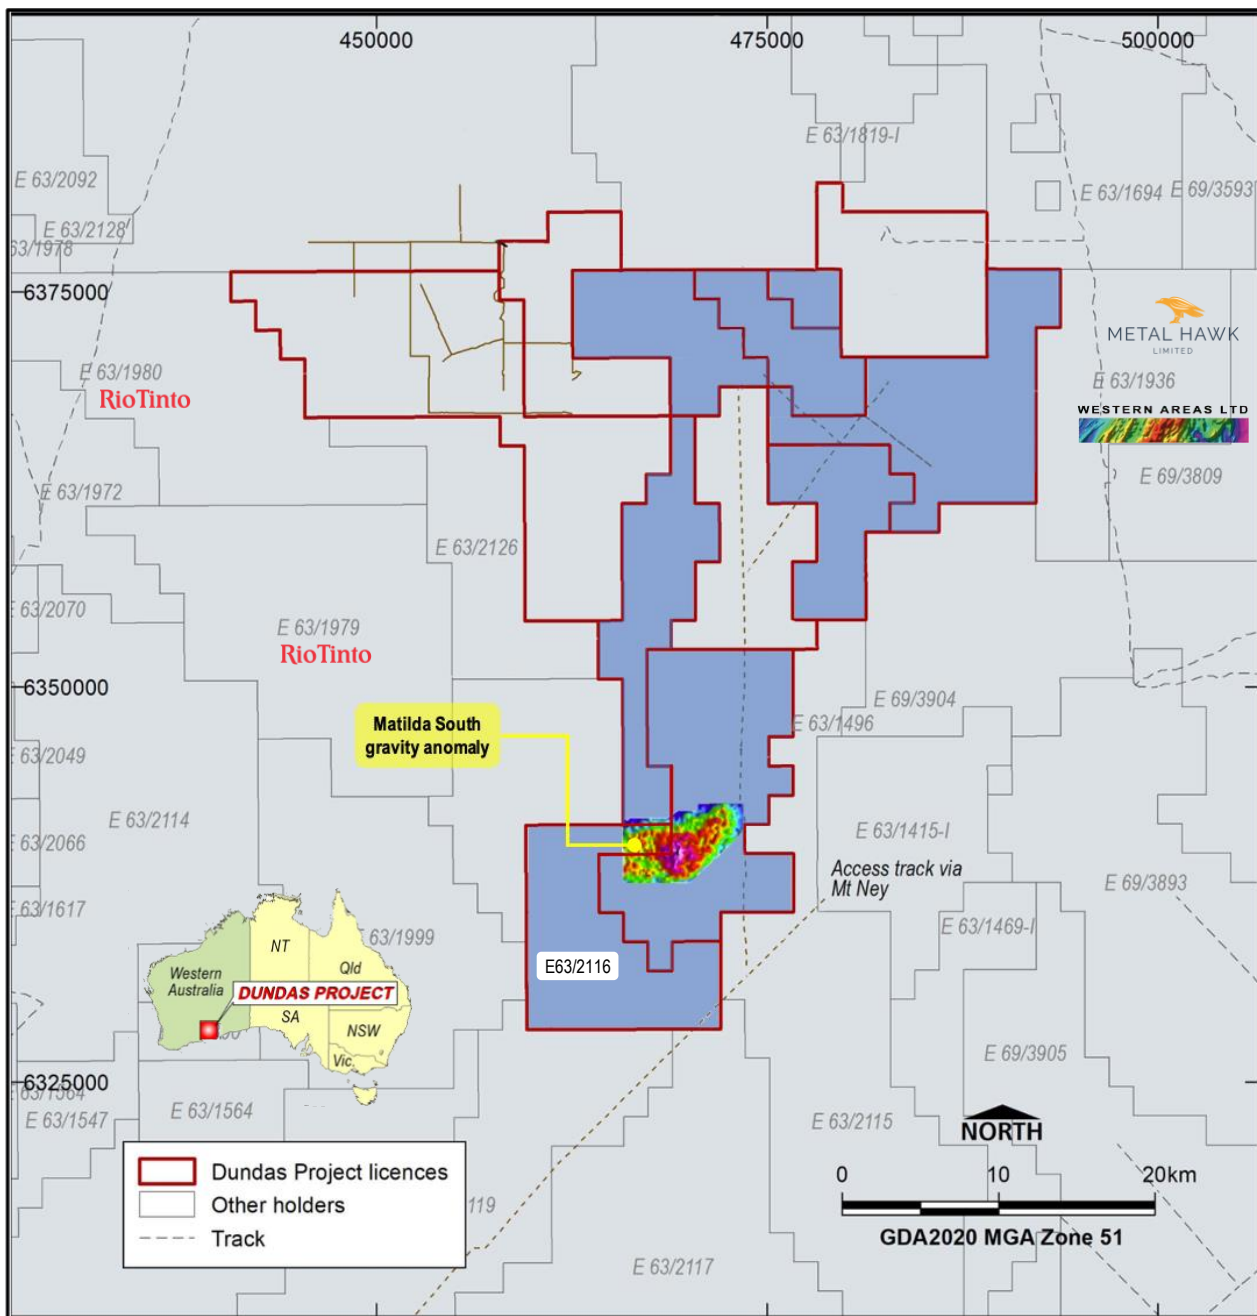 450000
475000
500000
E 63/1819-I
E 63/2092
E 63/1694
E 69/3593
E 63/2128
63/1978
6375000
METAL HAWK
LIMITED
E 63/1980
RioTinto
E 63/1936
WESTERN AREAS LTD
E 63/1972
E 69/3809
E 63/2126
E 63/2070
E 63/1979
RioTinto
6350000
E 69/3904
Matilda South
gravity anomaly
E 63/1496
E 63/2049
E 63/2114
E 63/1415-I
E 63/2066
Access track via
Mt Ney
E 69/3893
E 63/1617
E 63/1469-I
63/1999
NT
Qld
E63/2116
Western
Australia
DUNDAS PROJECT
SA
NSW
Vic.
E 69/3905
6325000
E 63/1564
E 63/1547
E 63/1564
E 63/2115
NORTH
Dundas Project licences
Other holders
Track
119
0
10
20km
GDA2020 MGA Zone 51
E 63/2117